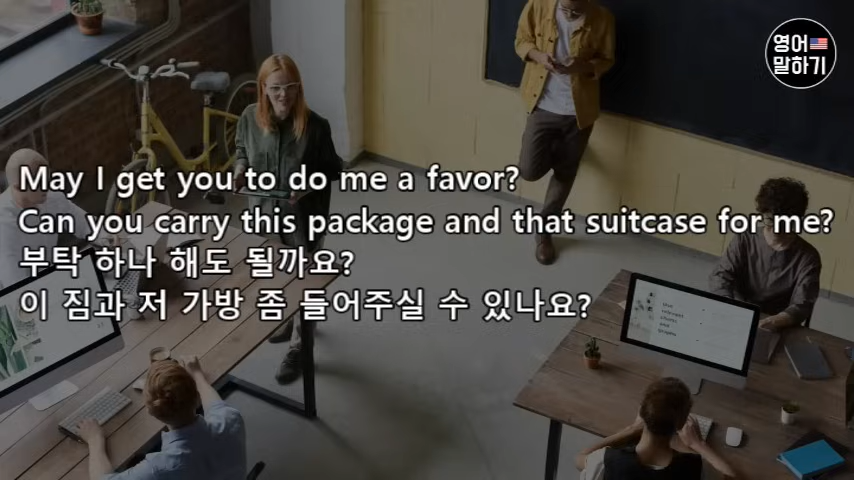 영어
말하기
May I get you to do me a favor?
Can you carry this package and that suitcase for me?
부탁 하나 해도 될까요?
이 짐과 저 가방 좀 들어주실 수 있나요?